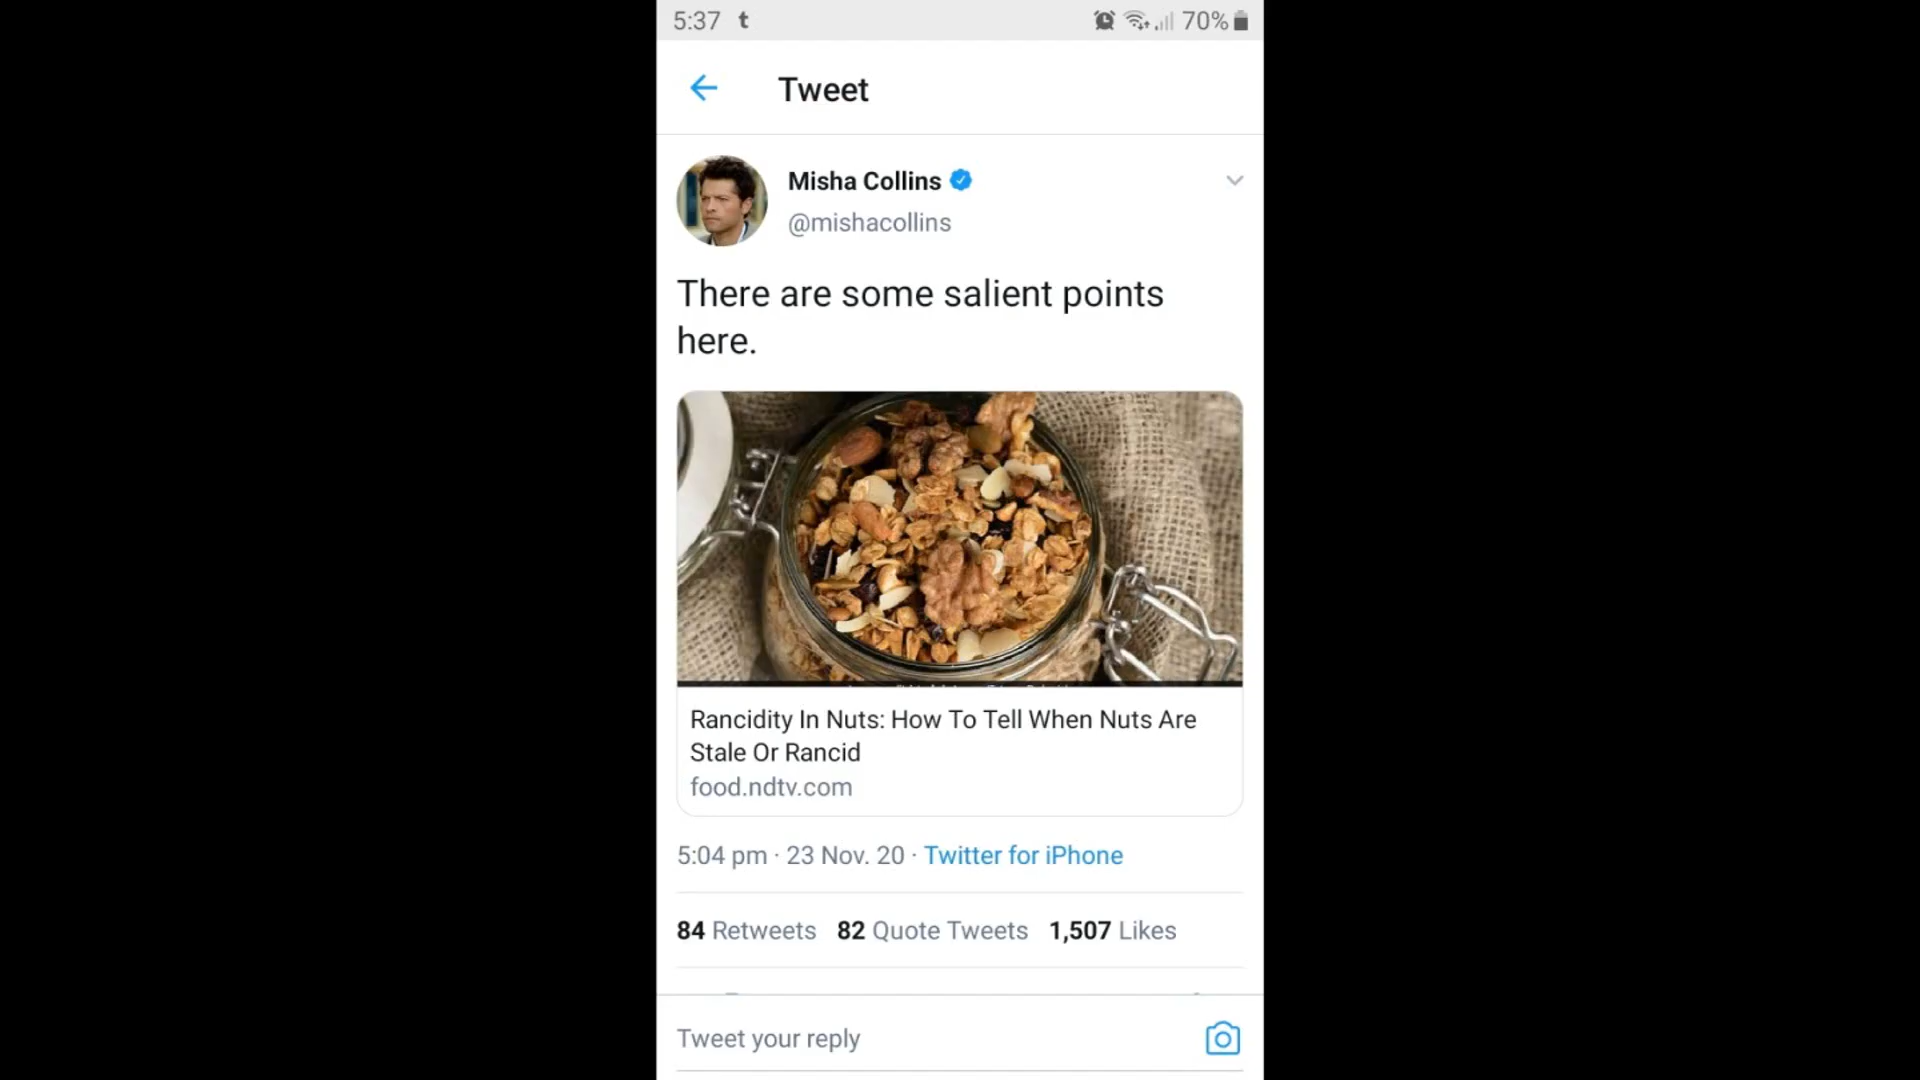 5:37 t 70%
Tweet
Misha Collins
@mishacollins
There are some salient points
here.
Rancidity In Nuts: How To Tell When Nuts Are
Stale Or Rancid
food.ndtv.com
5:04 pm · 23 Nov. 20 · Twitter for iPhone
84 Retweets 82 Quote Tweets 1,507 Likes
Tweet your reply